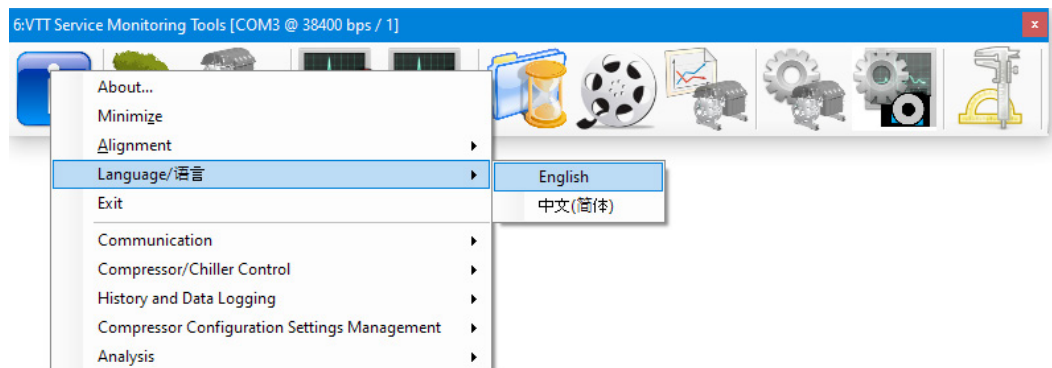 6:VTT Service Monitoring Tools [COM3 @ 38400 bps / 1]
About...
Minimize
Alignment
Language/语言
English
Exit
中文(简体)
Communication
Compressor/Chiller Control
History and Data Logging
Compressor Configuration Settings Management
Analysis